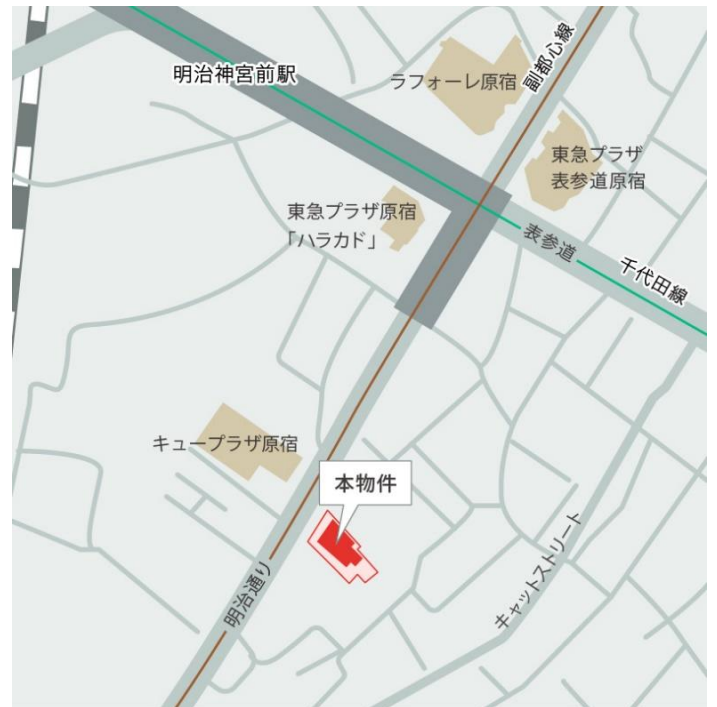 明治神宮前駅
ラフォーレ原宿
副都心線
東急プラザ
表参道原宿
東急プラザ原宿
「ハラカド」
表参道
千代田線
キュープラザ原宿
本物件
明治通り
キャットストリート